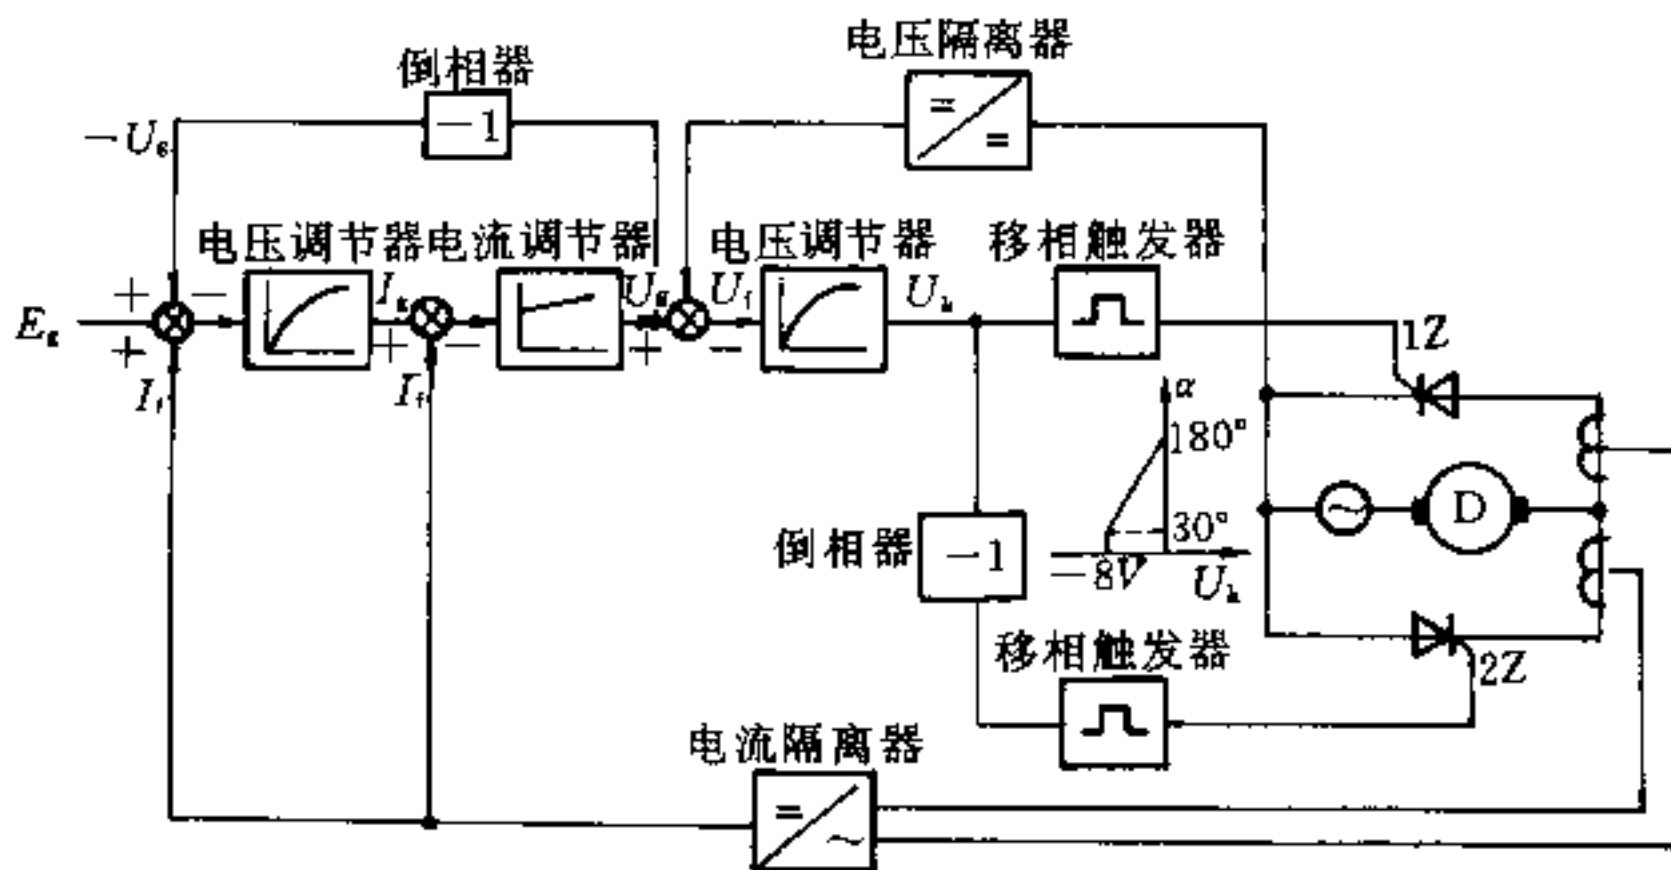 电压隔离器
倒相器
-1
=
=
-U
电压调节器
电流调节器
电压调节器
移相触发器
+ -
+
E
I
+ -
I
U
+
U
-
U
1Z
α
180°
30°
-8V
U
倒相器
-1
~
D
移相触发器
2Z
电流隔离器
=
~